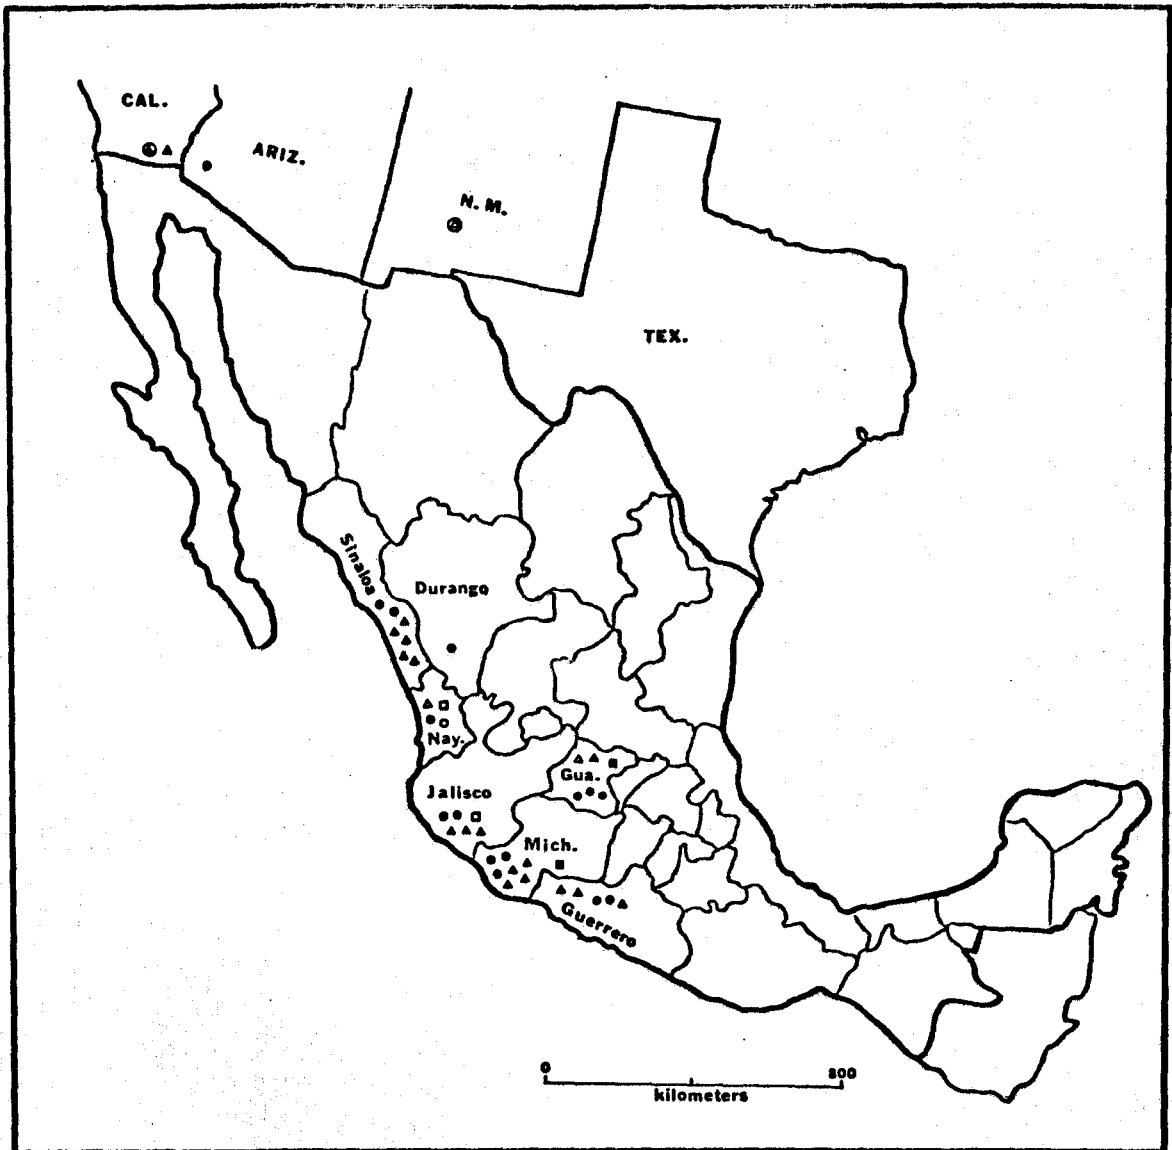 CAL.
ARIZ.
N. M.
TEX.
Sinaloa
Durango
Nay.
Jalisco
Gua.
Mich.
Guerrero
0 800
kilometers